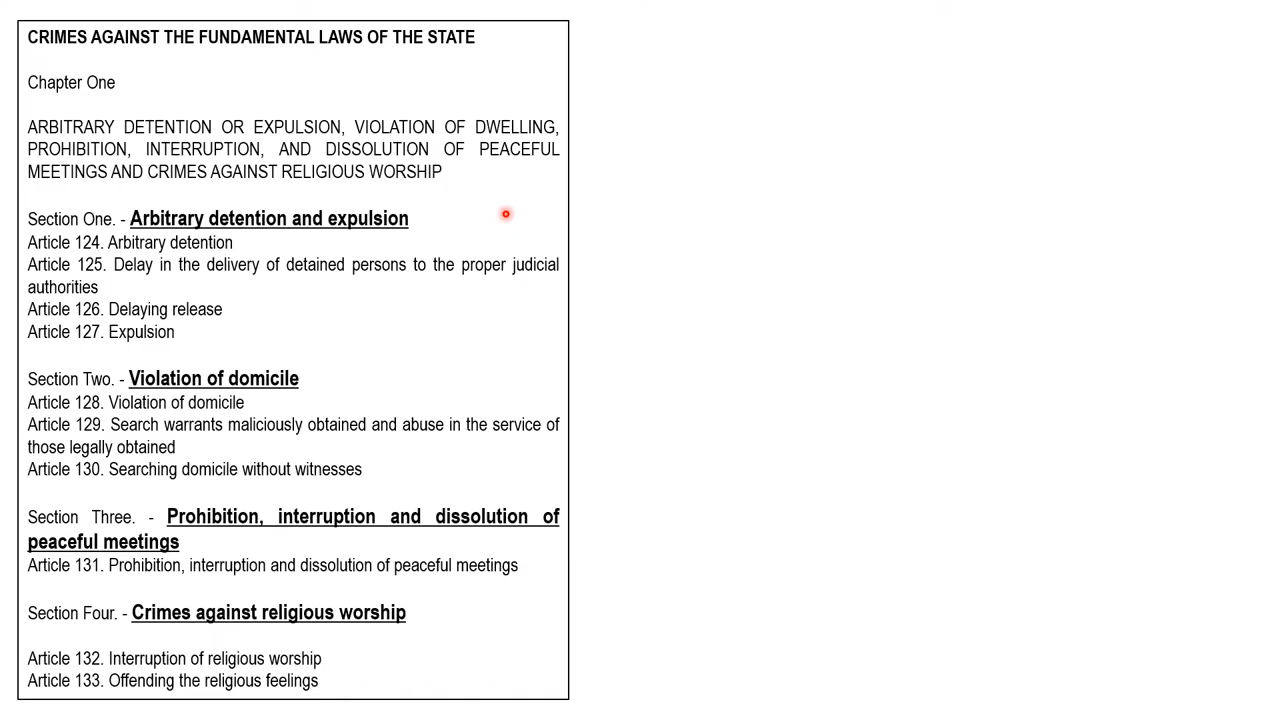 CRIMES AGAINST THE FUNDAMENTAL LAWS OF THE STATE
Chapter One
ARBITRARY DETENTION OR EXPULSION, VIOLATION OF DWELLING,
PROHIBITION, INTERRUPTION, AND DISSOLUTION OF PEACEFUL
MEETINGS AND CRIMES AGAINST RELIGIOUS WORSHIP
Section One. - Arbitrary detention and expulsion
Article 124. Arbitrary detention
Article 125. Delay in the delivery of detained persons to the proper judicial
authorities
Article 126. Delaying release
Article 127. Expulsion
Section Two. - Violation of domicile
Article 128. Violation of domicile
Article 129. Search warrants maliciously obtained and abuse in the service of
those legally obtained
Article 130. Searching domicile without witnesses
Section Three. - Prohibition, interruption and dissolution of
peaceful meetings
Article 131. Prohibition, interruption and dissolution of peaceful meetings
Section Four. - Crimes against religious worship
Article 132. Interruption of religious worship
Article 133. Offending the religious feelings